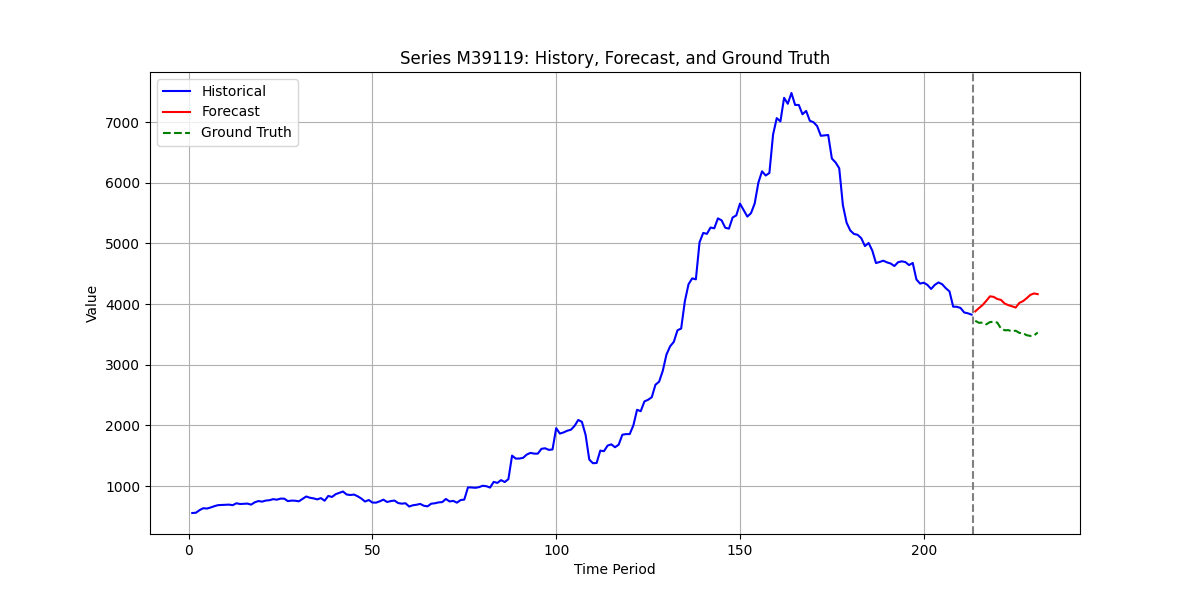 Series M39119: History, Forecast, and Ground Truth
Historical
Forecast
Ground Truth
7000
6000
5000
4000
3000
2000
1000
Value
0
50
100
150
200
Time Period